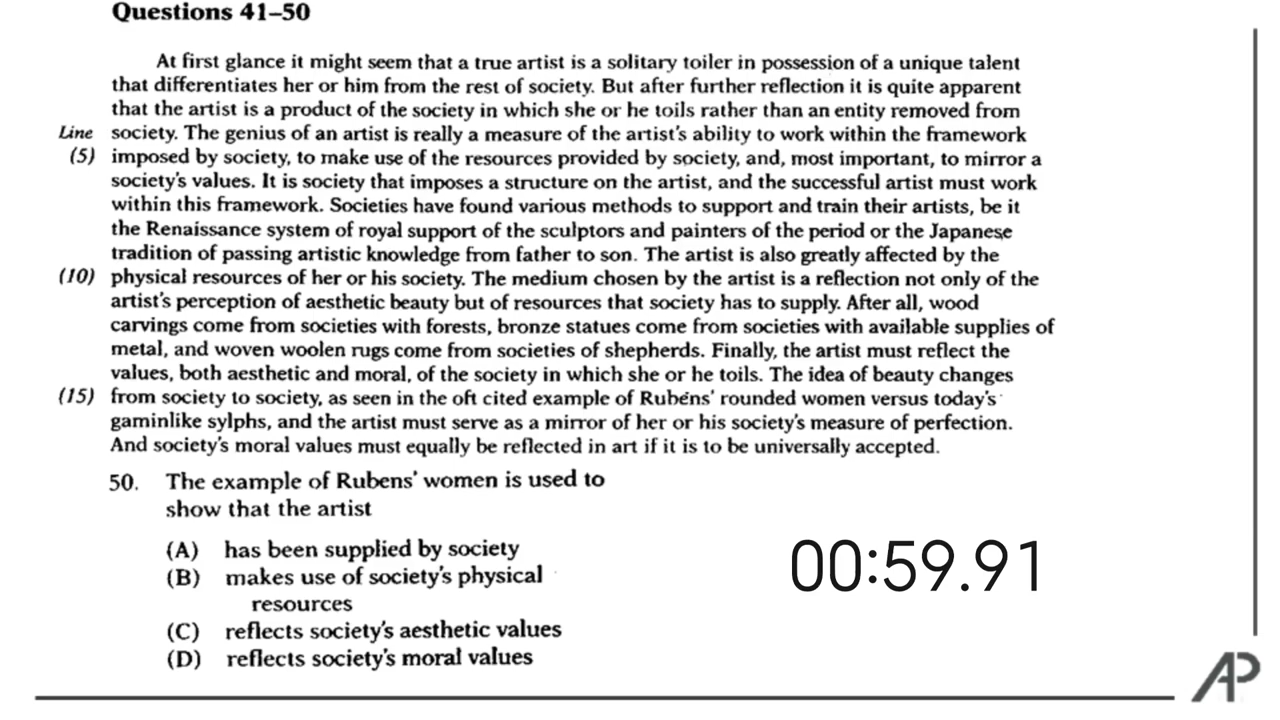 Questions 41–50
At first glance it might seem that a true artist is a solitary toiler in possession of a unique talent
that differentiates her or him from the rest of society. But after further reflection it is quite apparent
that the artist is a product of the society in which she or he toils rather than an entity removed from
Line society. The genius of an artist is really a measure of the artist's ability to work within the framework
(5) imposed by society, to make use of the resources provided by society, and, most important, to mirror a
society's values. It is society that imposes a structure on the artist, and the successful artist must work
within this framework. Societies have found various methods to support and train their artists, be it
the Renaissance system of royal support of the sculptors and painters of the period or the Japanese
tradition of passing artistic knowledge from father to son. The artist is also greatly affected by the
(10) physical resources of her or his society. The medium chosen by the artist is a reflection not only of the
artist's perception of aesthetic beauty but of resources that society has to supply. After all, wood
carvings come from societies with forests, bronze statues come from societies with available supplies of
metal, and woven woolen rugs come from societies of shepherds. Finally, the artist must reflect the
values, both aesthetic and moral, of the society in which she or he toils. The idea of beauty changes
(15) from society to society, as seen in the oft cited example of Rubens' rounded women versus today's
gaminlike sylphs, and the artist must serve as a mirror of her or his society's measure of perfection.
And society's moral values must equally be reflected in art if it is to be universally accepted.
50. The example of Rubens' women is used to
show that the artist
(A) has been supplied by society
(B) makes use of society's physical
resources
(C) reflects society's aesthetic values
(D) reflects society's moral values
00:59.91
AP